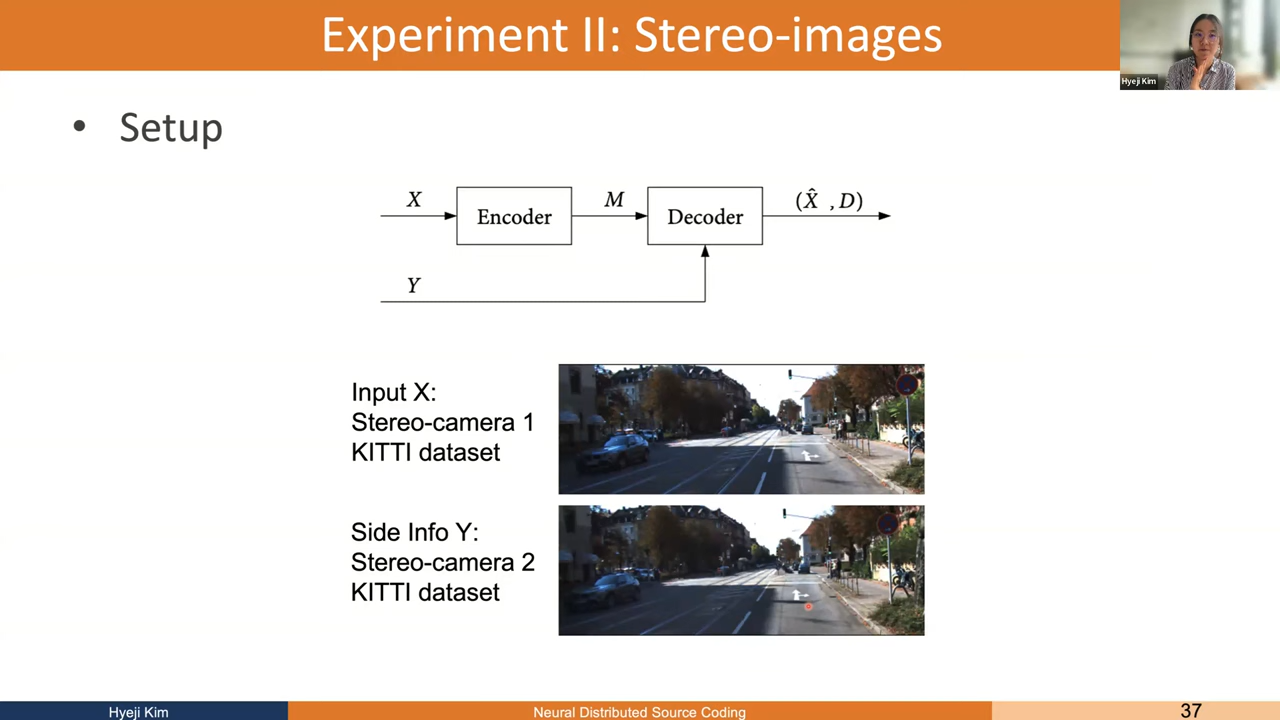 Experiment II: Stereo-images
Hyeji Kim
• Setup
X
Encoder
M
Decoder
(X̂ , D)
Y
Input X:
Stereo-camera 1
KITTI dataset
Side Info Y:
Stereo-camera 2
KITTI dataset
Hyeji Kim
Neural Distributed Source Coding
37